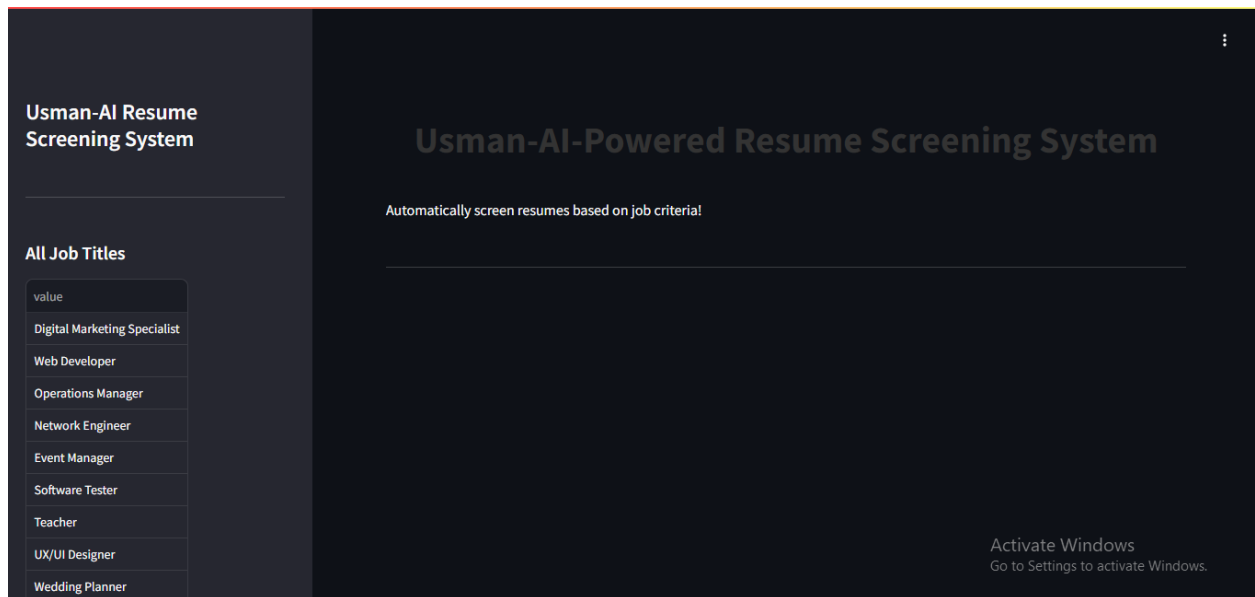 Usman-AI Resume
Screening System
All Job Titles
value
Digital Marketing Specialist
Web Developer
Operations Manager
Network Engineer
Event Manager
Software Tester
Teacher
UX/UI Designer
Wedding Planner
Usman-AI-Powered Resume Screening System
Automatically screen resumes based on job criteria!
Activate Windows
Go to Settings to activate Windows.